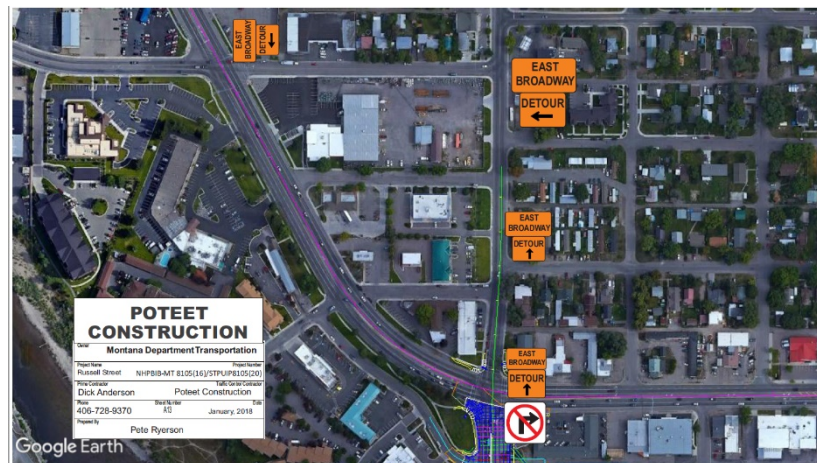 EAST
BROADWAY
DETOUR
EAST
BROADWAY
DETOUR
EAST
BROADWAY
DETOUR
EAST
BROADWAY
DETOUR
POTEET
CONSTRUCTION
Owner
Montana Department Transportation
Project Name Project Number
Russell Street NHPBIB-MT 8105(16)/STPUIP8105(20)
Prime Contractor Traffic Control Contractor
Dick Anderson Poteet Construction
Phone Sheet Number Date
406-728-9370 A13 January, 2018
Prepared By
Pete Ryerson
Google Earth